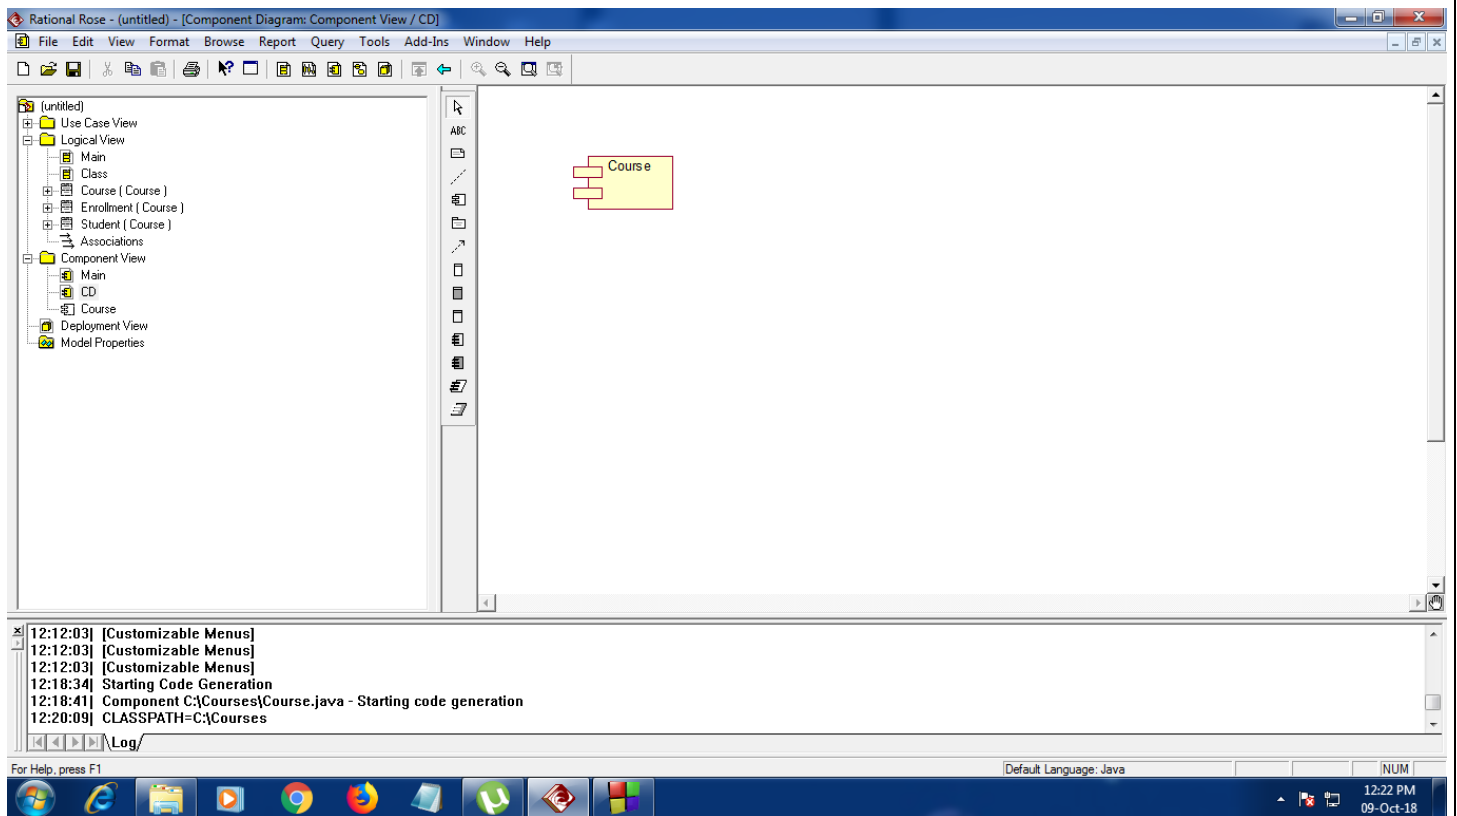 Rational Rose - (untitled) - [Component Diagram: Component View / CD]
File Edit View Format Browse Report Query Tools Add-Ins Window Help
(untitled)
Use Case View
Logical View
Main
Class
Course ( Course )
Enrollment ( Course )
Student ( Course )
Associations
Component View
Main
CD
Course
Deployment View
Model Properties
ABC
Course
12:12:03| [Customizable Menus]
12:12:03| [Customizable Menus]
12:12:03| [Customizable Menus]
12:18:34| Starting Code Generation
12:18:41| Component C:\Courses\Course.java - Starting code generation
12:20:09| CLASSPATH=C:\Courses
Log
For Help, press F1
Default Language: Java
NUM
12:22 PM
09-Oct-18